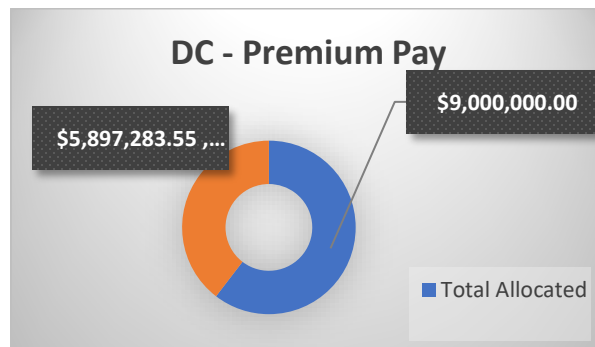 DC - Premium Pay
$9,000,000.00
$5,897,283.55 ,...
Total Allocated